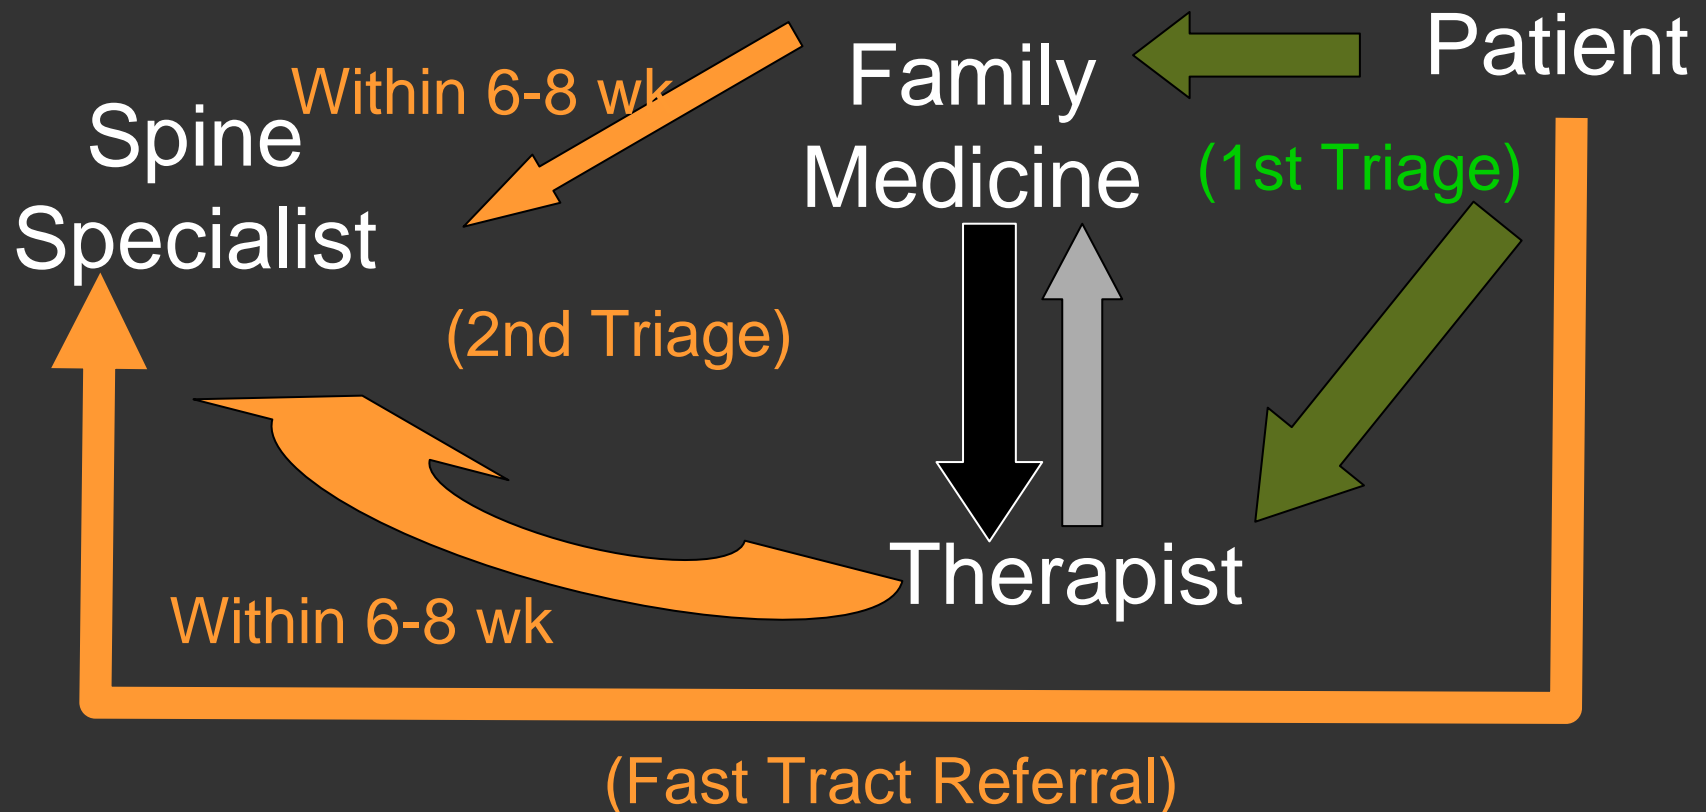 Patient
Family
Medicine
(1st Triage)
Within 6-8 wk
Spine
Specialist
(2nd Triage)
Therapist
Within 6-8 wk
(Fast Tract Referral)